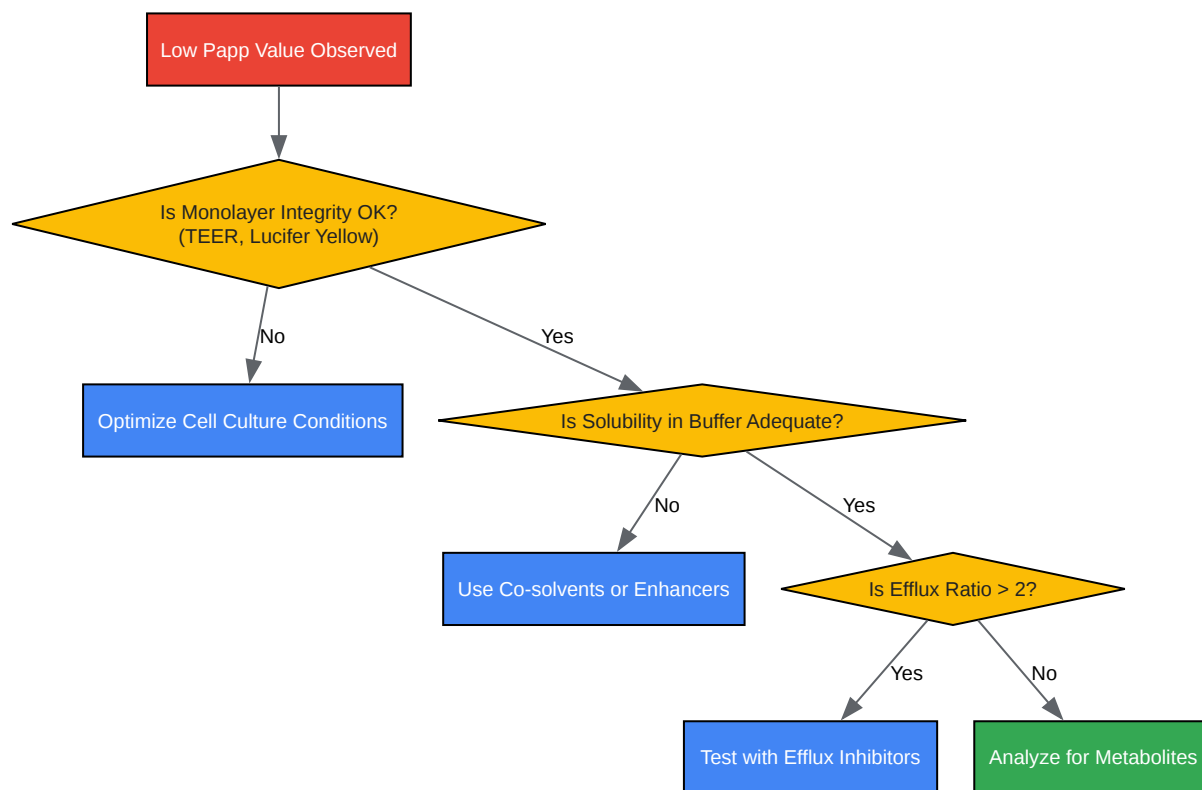 Low Papp Value Observed
Is Monolayer Integrity OK?
(TEER, Lucifer Yellow)
No
Yes
Optimize Cell Culture Conditions
Is Solubility in Buffer Adequate?
No
Yes
Use Co-solvents or Enhancers
Is Efflux Ratio > 2?
Yes
No
Test with Efflux Inhibitors
Analyze for Metabolites